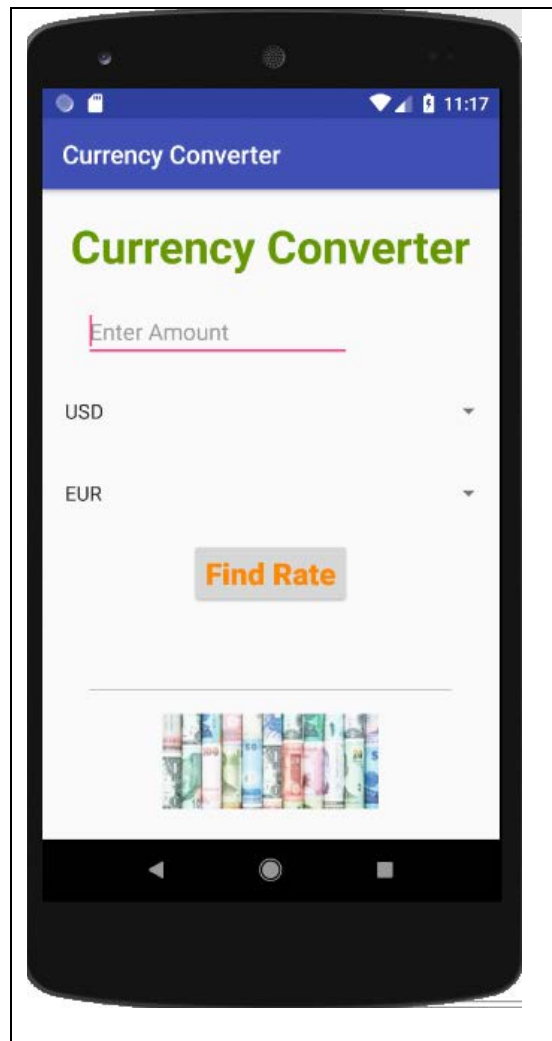 11:17
Currency Converter
Currency Converter
Enter Amount
USD
EUR
Find Rate